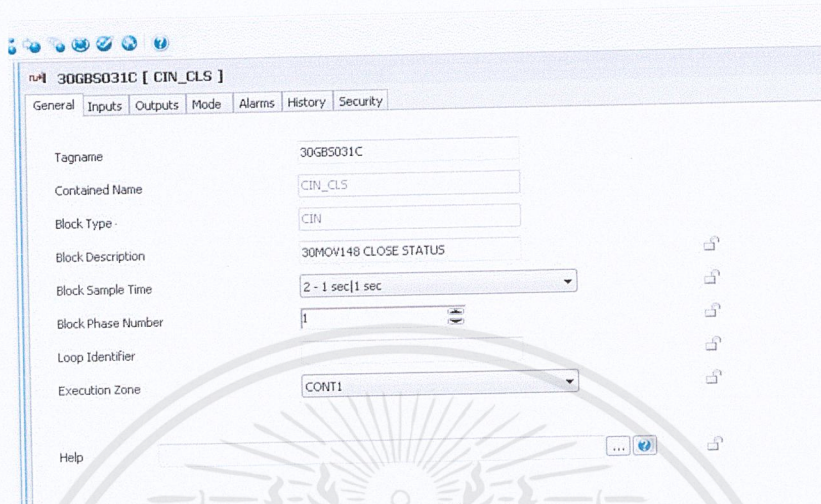 30GBS031C [ CIN_CLS ]
General Inputs Outputs Mode Alarms History Security
Tagname 30GBS031C
Contained Name CIN_CLS
Block Type CIN
Block Description 30MOV148 CLOSE STATUS
Block Sample Time 2 - 1 sec|1 sec
Block Phase Number 1
Loop Identifier
Execution Zone CONT1
Help ...